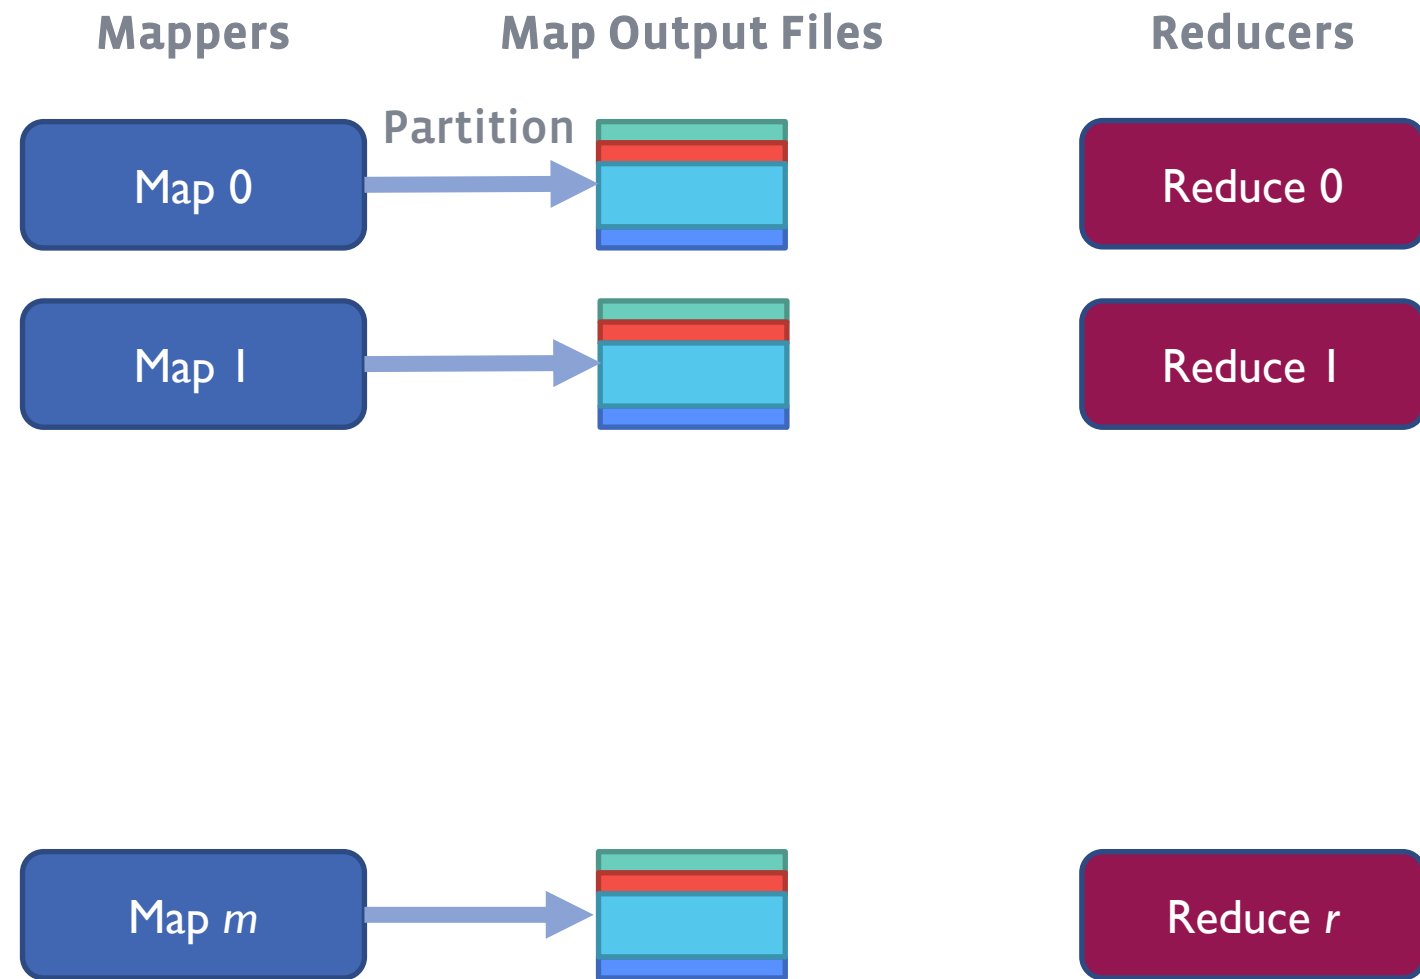 Mappers Map Output Files Reducers
Partition
Map 0 Reduce 0
Map 1 Reduce 1
Map m Reduce r